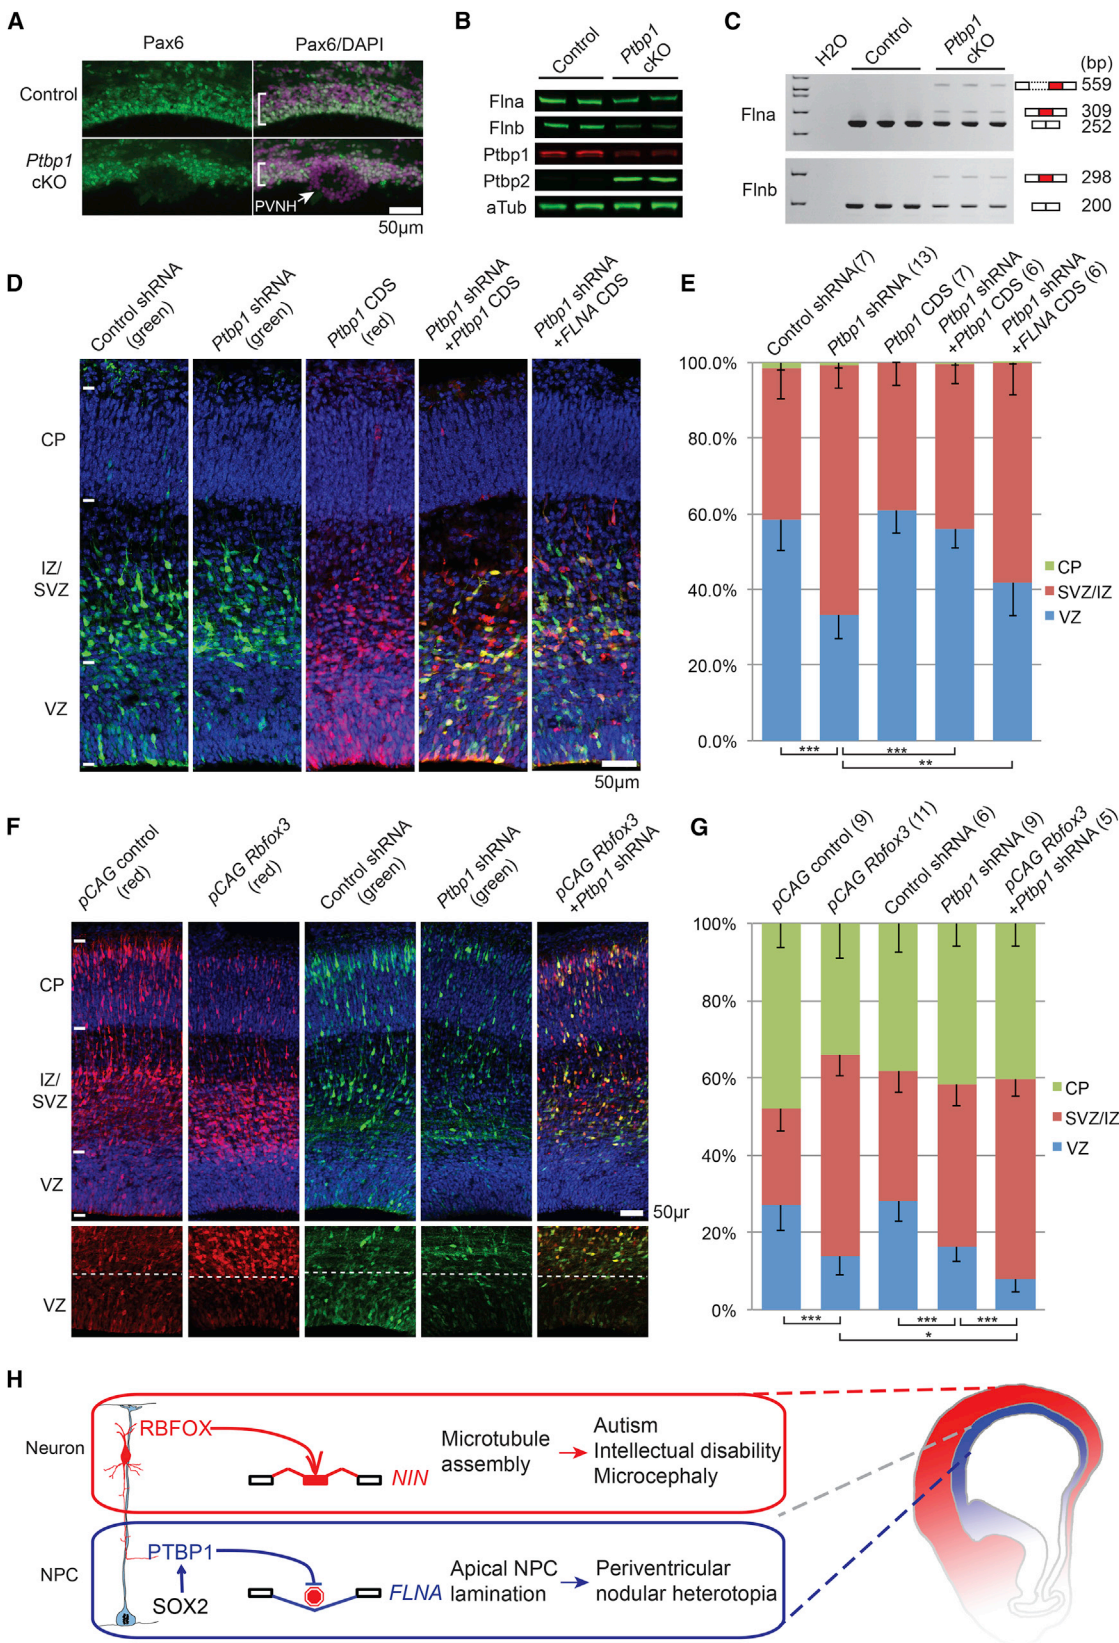 A
Pax6
Pax6/DAPI
Control
Ptbp1
cKO
PVNH
50µm
B
Control
Ptbp1
cKO
Flna
Flnb
Ptbp1
Ptbp2
aTub
C
H2O
Control
Ptbp1
cKO
(bp)
Flna
559
309
252
Flnb
298
200
D
Control shRNA
(green)
Ptbp1 shRNA
(green)
Ptbp1 CDS
(red)
Ptbp1 shRNA
+Ptbp1 CDS
Ptbp1 shRNA
+FLNA CDS
CP
IZ/
SVZ
VZ
50µm
E
Control shRNA(7)
Ptbp1 shRNA (13)
Ptbp1 CDS (7)
Ptbp1 shRNA
+Ptbp1 CDS (6)
Ptbp1 shRNA
+FLNA CDS (6)
100.0%
80.0%
60.0%
40.0%
20.0%
0.0%
CP
SVZ/IZ
VZ
***
***
**
F
pCAG control
(red)
pCAG Rbfox3
(red)
Control shRNA
(green)
Ptbp1 shRNA
(green)
pCAG Rbfox3
+Ptbp1 shRNA
CP
IZ/
SVZ
VZ
50µr
VZ
G
pCAG control (9)
pCAG Rbfox3 (11)
Control shRNA (6)
Ptbp1 shRNA (9)
pCAG Rbfox3
+Ptbp1 shRNA (5)
100%
80%
60%
40%
20%
0%
CP
SVZ/IZ
VZ
***
***
***
*
H
Neuron
RBFOX
NIN
Microtubule
assembly
Autism
Intellectual disability
Microcephaly
NPC
PTBP1
SOX2
FLNA
Apical NPC
lamination
Periventricular
nodular heterotopia